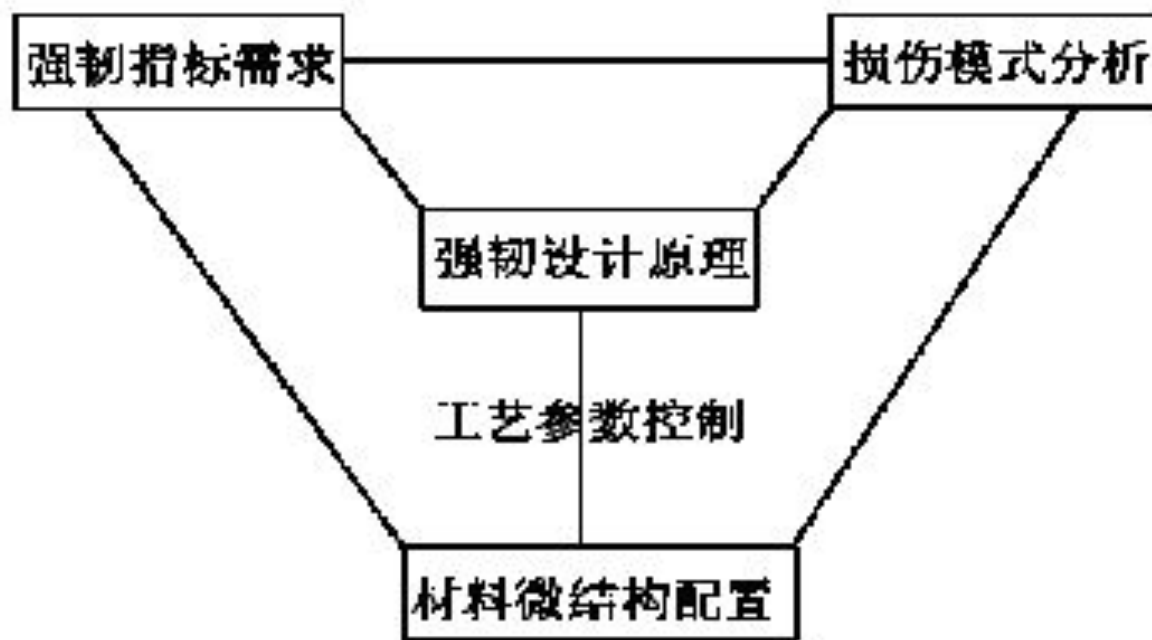 强韧指标需求
损伤模式分析
强韧设计原理
工艺参数控制
材料微结构配置